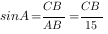 sinA = CB/AB = CB/15